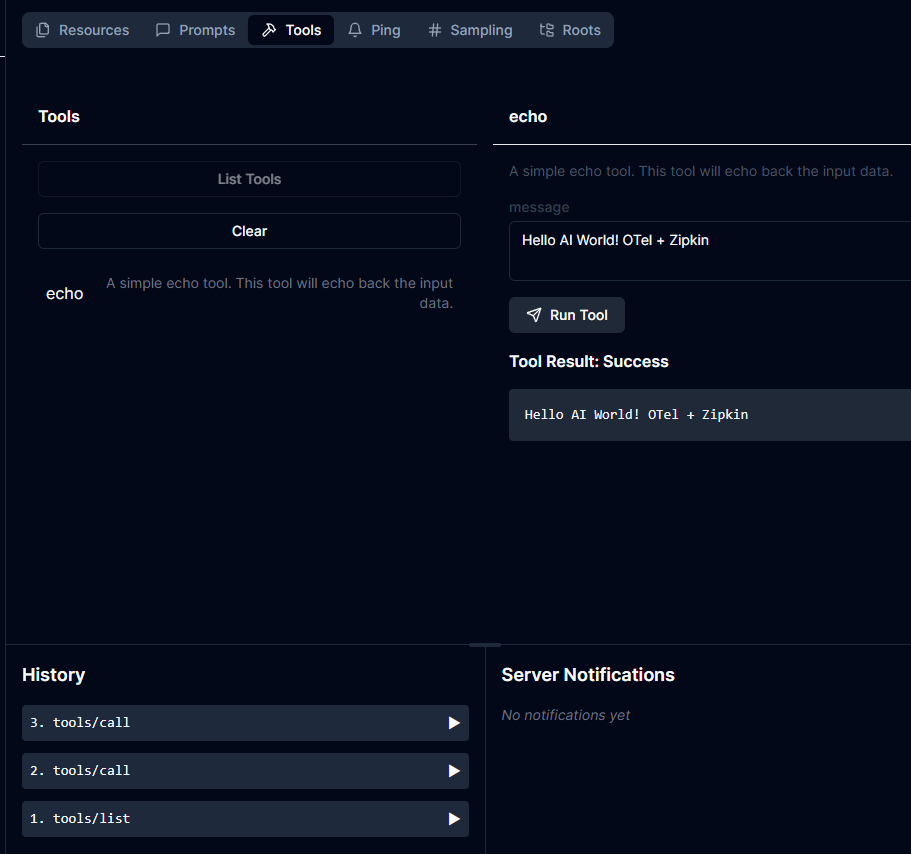 Resources Prompts Tools Ping # Sampling Roots
Tools
List Tools
Clear
echo
A simple echo tool. This tool will echo back the input
data.
echo
A simple echo tool. This tool will echo back the input data.
message
Hello AI World! OTel + Zipkin
Run Tool
Tool Result: Success
Hello AI World! OTel + Zipkin
History
3. tools/call
2. tools/call
1. tools/list
Server Notifications
No notifications yet